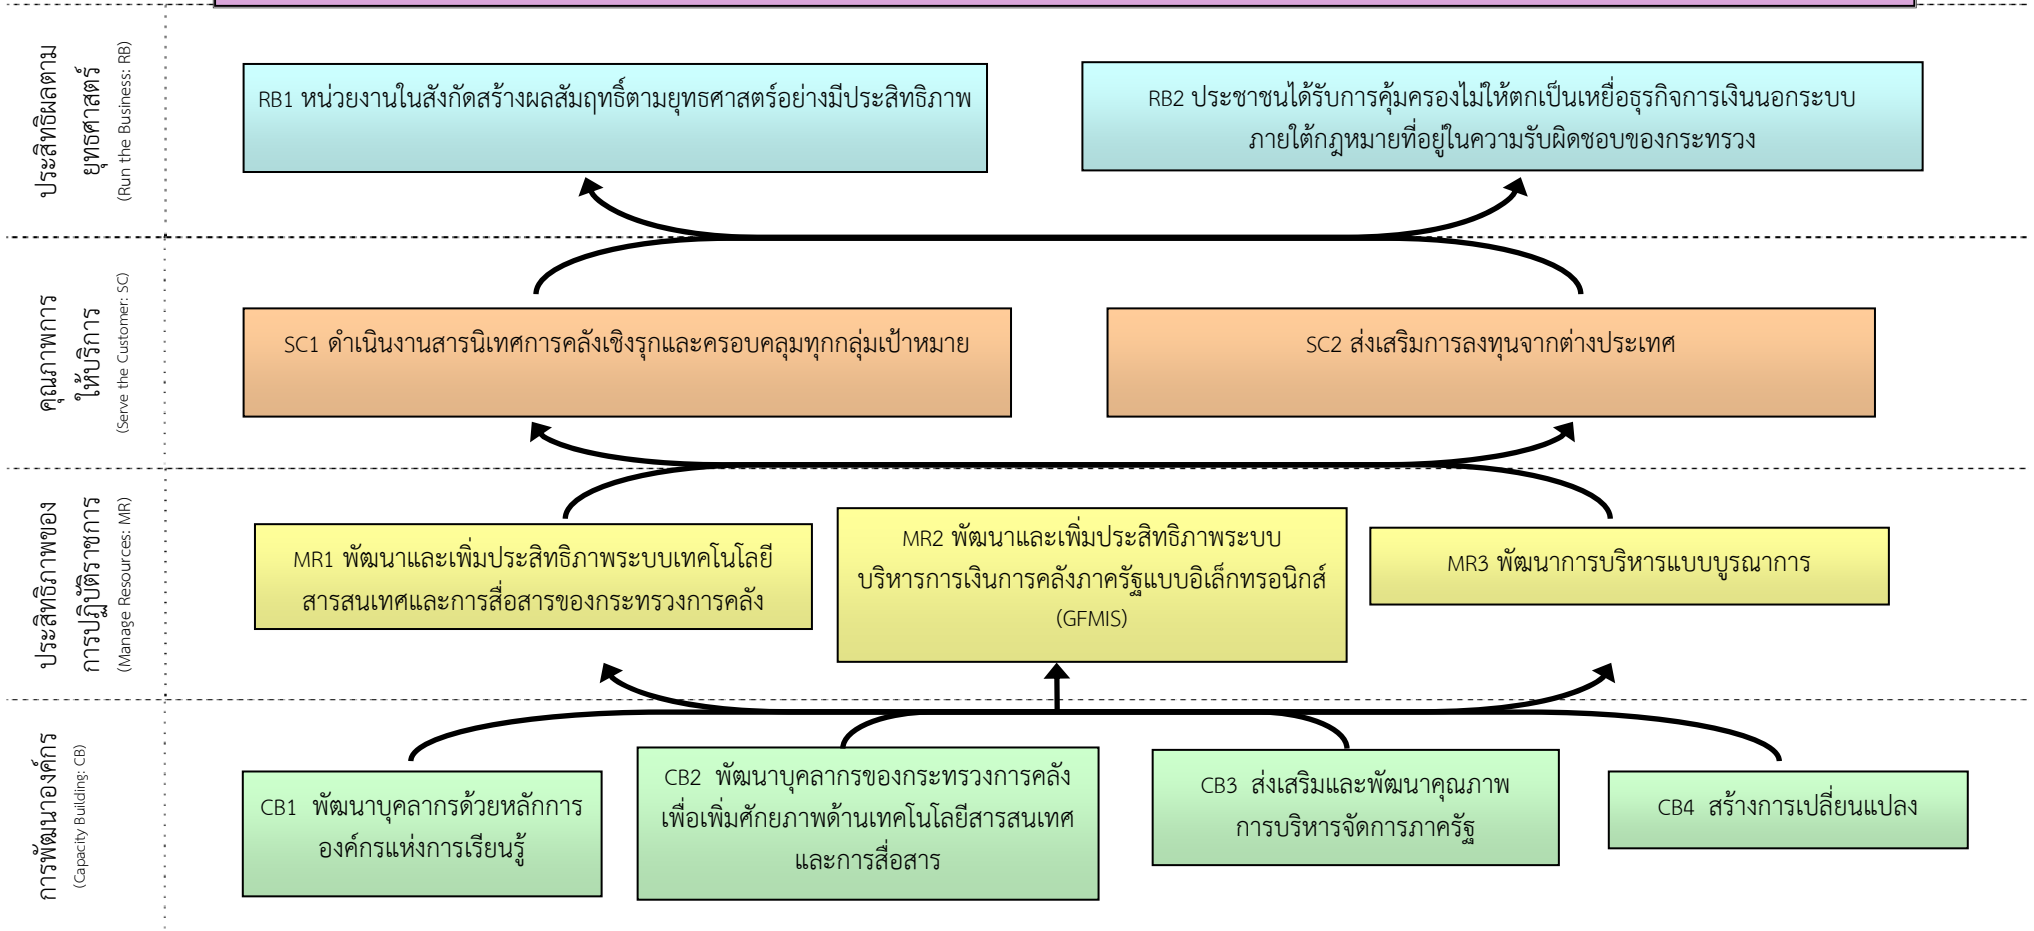 ประสิทธิผลตาม
ยุทธศาสตร์
(Run the Business: RB)
RB1 หน่วยงานในสังกัดสร้างผลสัมฤทธิ์ตามยุทธศาสตร์อย่างมีประสิทธิภาพ
RB2 ประชาชนได้รับการคุ้มครองไม่ให้ตกเป็นเหยื่อธุรกิจการเงินนอกระบบ
ภายใต้กฎหมายที่อยู่ในความรับผิดชอบของกระทรวง
คุณภาพการ
ให้บริการ
(Serve the Customer: SC)
SC1 ดำเนินงานสารนิเทศการคลังเชิงรุกและครอบคลุมทุกกลุ่มเป้าหมาย
SC2 ส่งเสริมการลงทุนจากต่างประเทศ
ประสิทธิภาพของ
การปฏิบัติราชการ
(Manage Resources: MR)
MR1 พัฒนาและเพิ่มประสิทธิภาพระบบเทคโนโลยี
สารสนเทศและการสื่อสารของกระทรวงการคลัง
MR2 พัฒนาและเพิ่มประสิทธิภาพระบบ
บริหารการเงินการคลังภาครัฐแบบอิเล็กทรอนิกส์
(GFMIS)
MR3 พัฒนาการบริหารแบบบูรณาการ
การพัฒนาองค์กร
(Capacity Building: CB)
CB1 พัฒนาบุคลากรด้วยหลักการ
องค์กรแห่งการเรียนรู้
CB2 พัฒนาบุคลากรของกระทรวงการคลัง
เพื่อเพิ่มศักยภาพด้านเทคโนโลยีสารสนเทศ
และการสื่อสาร
CB3 ส่งเสริมและพัฒนาคุณภาพ
การบริหารจัดการภาครัฐ
CB4 สร้างการเปลี่ยนแปลง